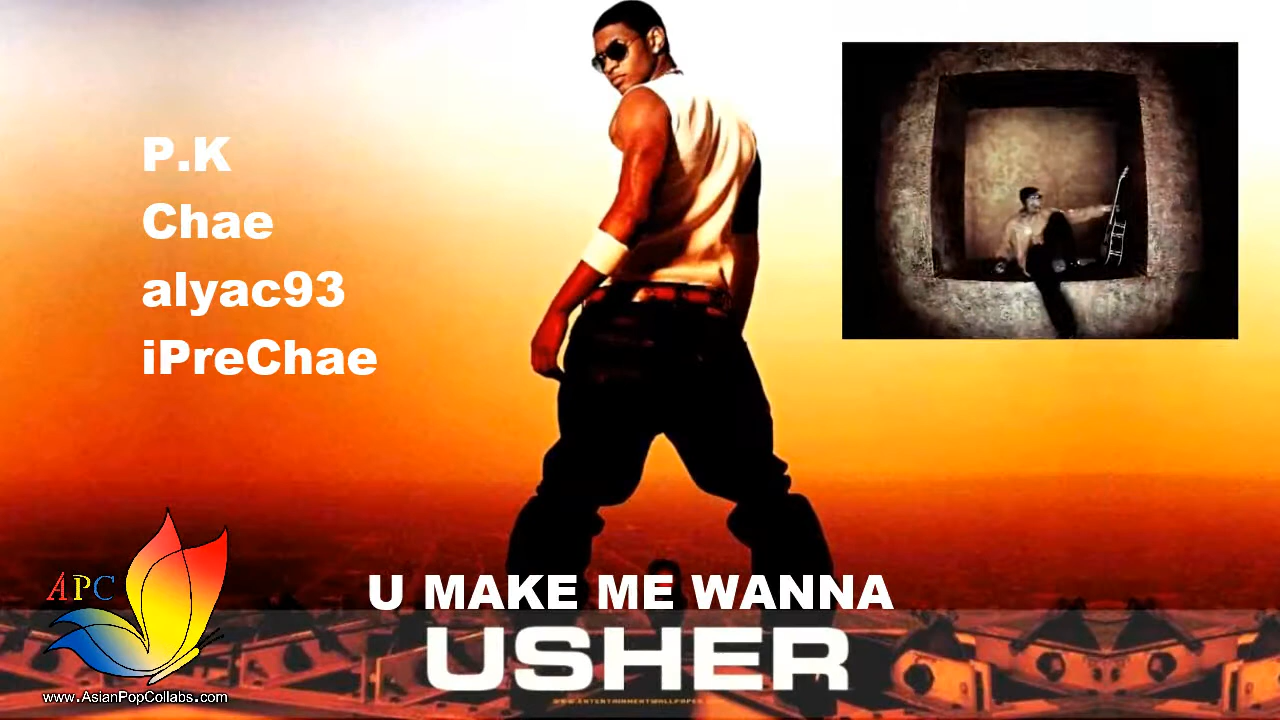 P.K
Chae
alyac93
iPreChae
U MAKE ME WANNA
USHER
APC
www.AsianPopCollabs.com